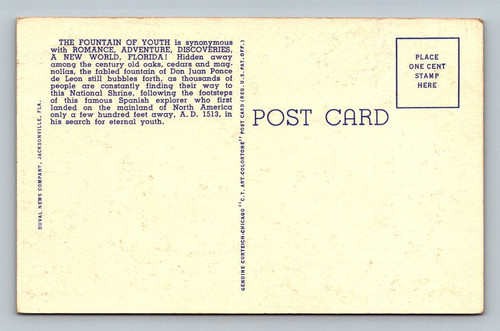 THE FOUNTAIN OF YOUTH is synonymous
with ROMANCE, ADVENTURE, DISCOVERIES,
A NEW WORLD, FLORIDA! Hidden away
among the century old oaks, cedars and mag-
nolias, the fabled fountain of Don Juan Ponce
de Leon still bubbles forth, as thousands of
people are constantly finding their way to
this National Shrine, following the footsteps
of this famous Spanish explorer who first
landed on the mainland of North America
only a few hundred feet away, A. D. 1513, in
his search for eternal youth.
DUVAL NEWS COMPANY, JACKSONVILLE, FLA.
GENUINE CURTEICH-CHICAGO "C.T. ART-COLORTONE" POST CARD (REG. U.S. PAT. OFF.)
POST CARD
PLACE
ONE CENT
STAMP
HERE